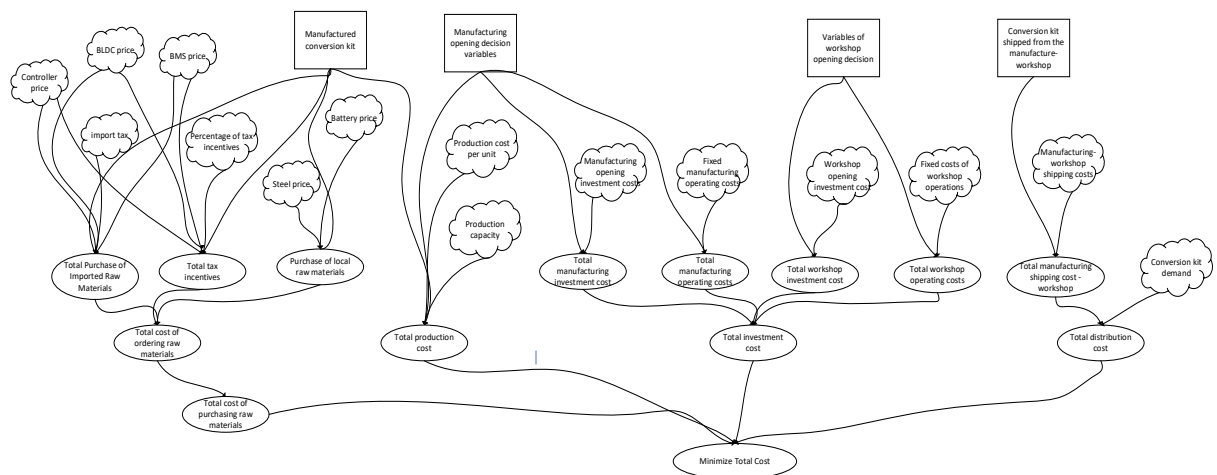 BLDC price
BMS price
Manufactured
conversion kit
Manufacturing
opening decision
variables
Variables of
workshop
opening decision
Conversion kit
shipped from the
manufacture-
workshop
Controller
price
import tax
Percentage of tax
incentives
Battery price
Steel price
Production cost
per unit
Production
capacity
Manufacturing
opening
investment costs
Fixed
manufacturing
operating costs
Workshop
opening
investment cost
Fixed costs of
workshop
operations
Manufacturing-
workshop
shipping costs
Total Purchase of
Imported Raw
Materials
Total tax
incentives
Purchase of local
raw materials
Total
manufacturing
investment cost
Total
manufacturing
operating costs
Total workshop
investment cost
Total workshop
operating costs
Total manufacturing
shipping cost -
workshop
Conversion kit
demand
Total cost of
ordering raw
materials
Total production
cost
Total investment
cost
Total distribution
cost
Total cost of
purchasing raw
materials
Minimize Total Cost